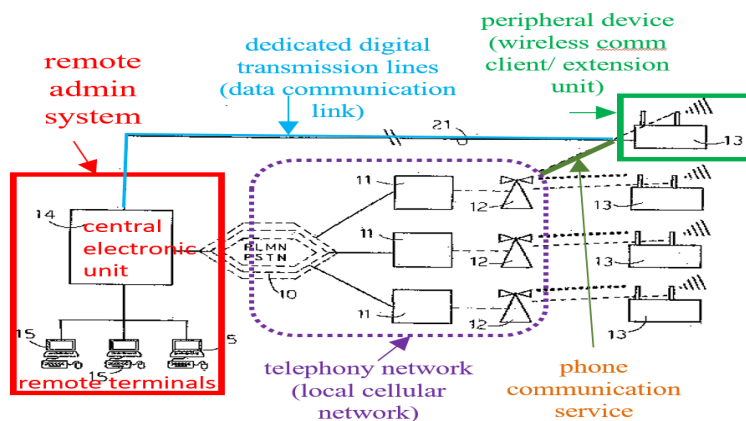 peripheral device
(wireless comm
client/ extension
unit)
dedicated digital
transmission lines
(data communication
link)
remote
admin
system
21
13
11
12
13
14
central
electronic
unit
PLMN
PSTN
10
11
12
13
11
12
13
15
15
5
remote terminals
telephony network
(local cellular
network)
phone
communication
service